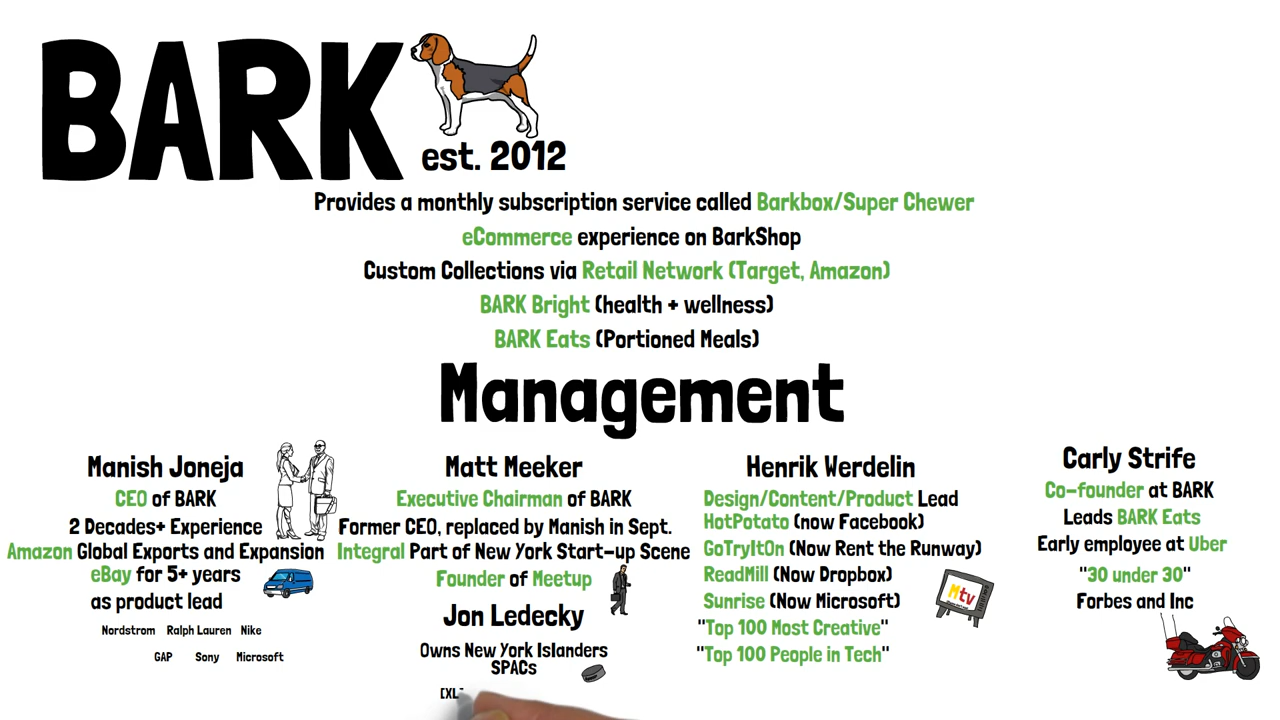 BARK
est. 2012
Provides a monthly subscription service called Barkbox/Super Chewer
eCommerce experience on BarkShop
Custom Collections via Retail Network (Target, Amazon)
BARK Bright (health + wellness)
BARK Eats (Portioned Meals)
Management
Manish Joneja
CEO of BARK
2 Decades+ Experience
Amazon Global Exports and Expansion
eBay for 5+ years
as product lead
Nordstrom Ralph Lauren Nike
GAP Sony Microsoft
Matt Meeker
Executive Chairman of BARK
Former CEO, replaced by Manish in Sept.
Integral Part of New York Start-up Scene
Founder of Meetup
Jon Ledecky
Owns New York Islanders
SPACs
Henrik Werdelin
Design/Content/Product Lead
HotPotato (now Facebook)
GoTryItOn (Now Rent the Runway)
ReadMill (Now Dropbox)
Sunrise (Now Microsoft)
"Top 100 Most Creative"
"Top 100 People in Tech"
Mtv
Carly Strife
Co-founder at BARK
Leads BARK Eats
Early employee at Uber
"30 under 30"
Forbes and Inc